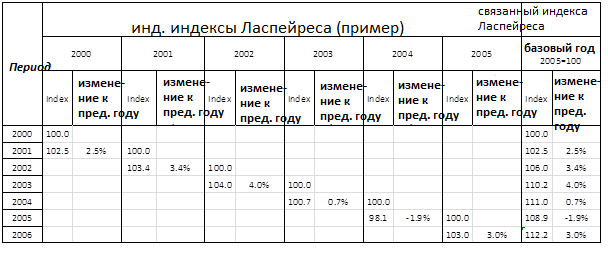 инд. индексы Ласпейреса (пример)
связанный индекса
Ласпейреса
Период
2000 2001 2002 2003 2004 2005 базовый год
2005=100
Index измене-ние к пред. году Index измене-ние к пред. году Index измене-ние к пред. году Index измене-ние к пред. году Index измене-ние к пред. году Index измене-ние к пред. году Index измене-ние к пред. году
2000 100.0 100.0
2001 102.5 2.5% 100.0 102.5 2.5%
2002 103.4 3.4% 100.0 106.0 3.4%
2003 104.0 4.0% 100.0 110.2 4.0%
2004 100.7 0.7% 100.0 111.0 0.7%
2005 98.1 -1.9% 100.0 108.9 -1.9%
2006 103.0 3.0% 112.2 3.0%